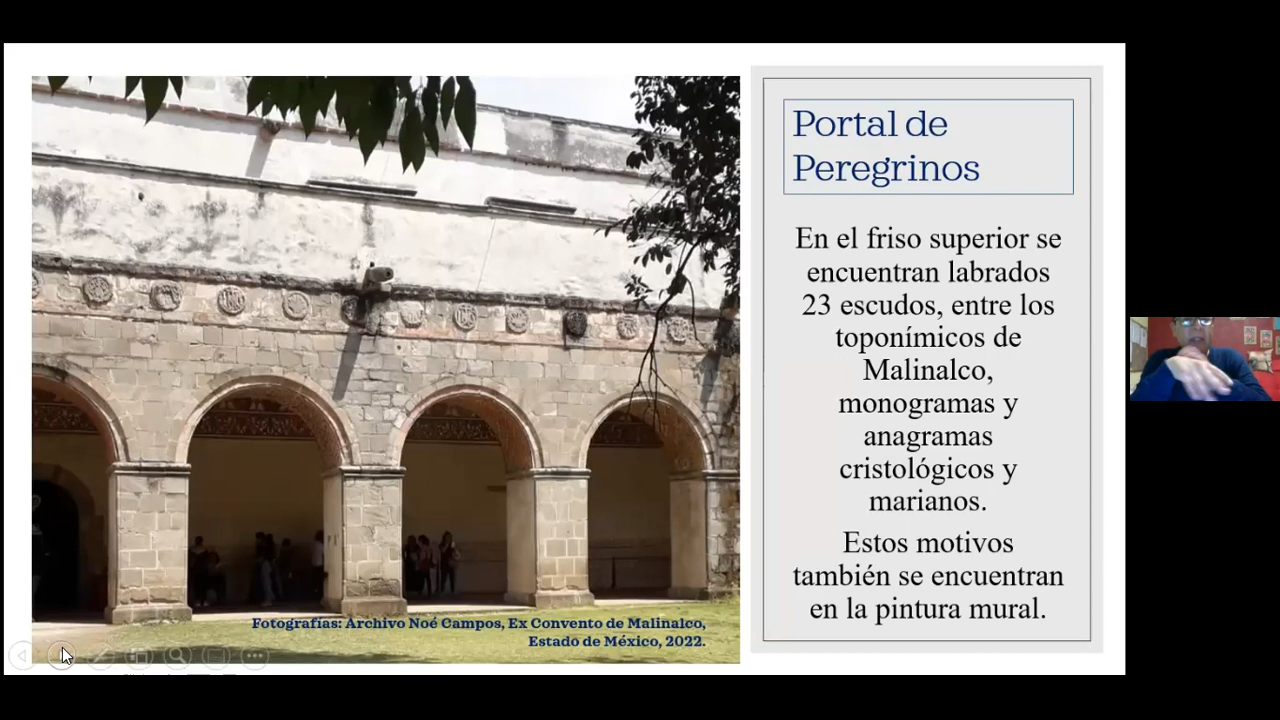 Portal de
Peregrinos
En el friso superior se
encuentran labrados
23 escudos, entre los
toponímicos de
Malinalco,
monogramas y
anagramas
cristológicos y
marianos.
Estos motivos
también se encuentran
en la pintura mural.
Fotografías: Archivo Noé Campos, Ex Convento de Malinalco,
Estado de México, 2022.